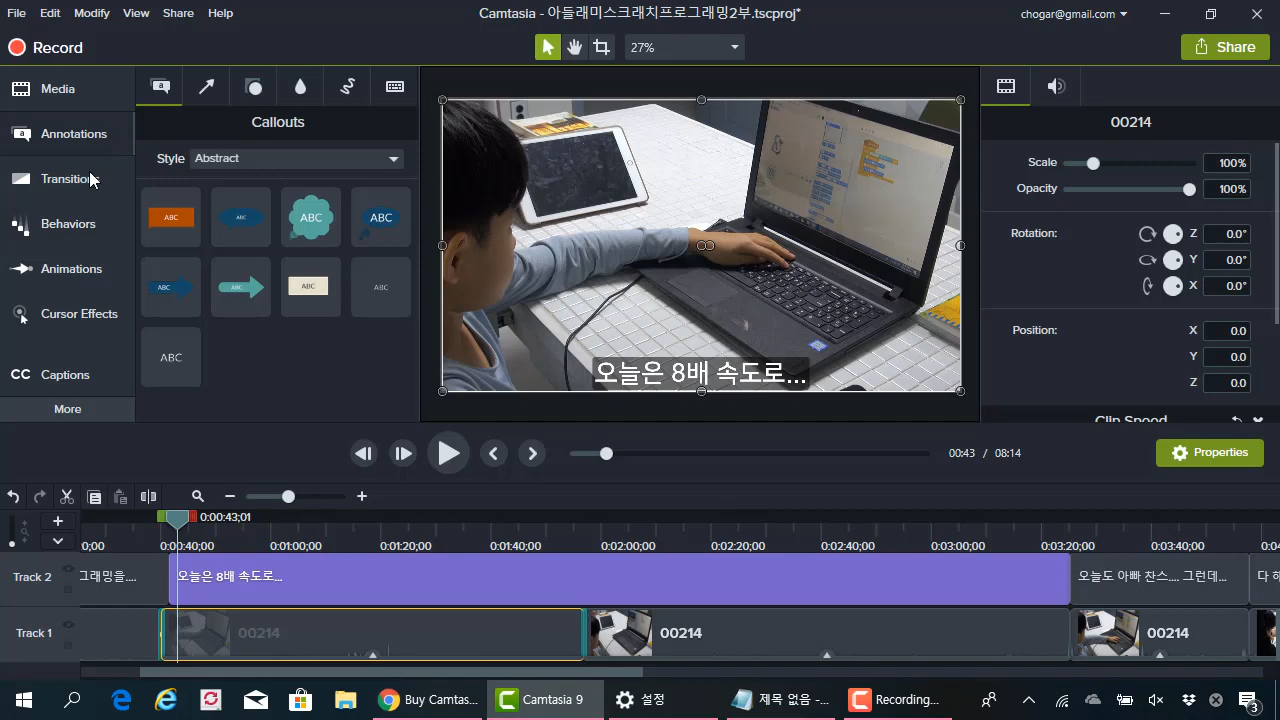 File Edit Modify View Share Help
Camtasia - 아들래미스크래치프로그래밍2부.tscproj*
chogar@gmail.com
Record
27%
Share
Media
Annotations
Transitions
Behaviors
Animations
Cursor Effects
CC Captions
More
Callouts
Style Abstract
ABC ABC ABC ABC
ABC ABC ABC ABC
ABC
오늘은 8배 속도로...
00214
Scale 100%
Opacity 100%
Rotation: Z 0.0°
Y 0.0°
X 0.0°
Position: X 0.0
Y 0.0
Z 0.0
Clip Speed
00:43 / 08:14
Properties
0:00:43;01
0;00 0:00:40;00 0:01:00;00 0:01:20;00 0:01:40;00 0:02:00;00 0:02:20;00 0:02:40;00 0:03:00;00 0:03:20;00 0:03:40;00 0:04
Track 2 그래밍을.... 오늘은 8배 속도로... 오늘도 아빠 찬스.... 그런데... 다 하
Track 1 00214 00214 00214
Buy Camtas... Camtasia 9 설정 제목 없음 -... Recording... 3